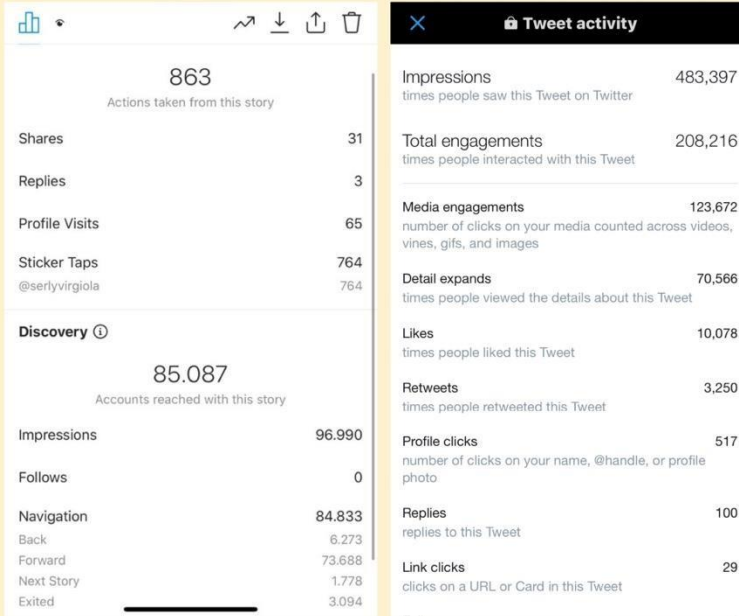 863
Actions taken from this story
Shares 31
Replies 3
Profile Visits 65
Sticker Taps 764
@serlyvirgiola 764
Discovery
85.087
Accounts reached with this story
Impressions 96.990
Follows 0
Navigation 84.833
Back 6.273
Forward 73.688
Next Story 1.778
Exited 3.094
Tweet activity
Impressions 483,397
times people saw this Tweet on Twitter
Total engagements 208,216
times people interacted with this Tweet
Media engagements 123,672
number of clicks on your media counted across videos,
vines, gifs, and images
Detail expands 70,566
times people viewed the details about this Tweet
Likes 10,078
times people liked this Tweet
Retweets 3,250
times people retweeted this Tweet
Profile clicks 517
number of clicks on your name, @handle, or profile
photo
Replies 100
replies to this Tweet
Link clicks 29
clicks on a URL or Card in this Tweet